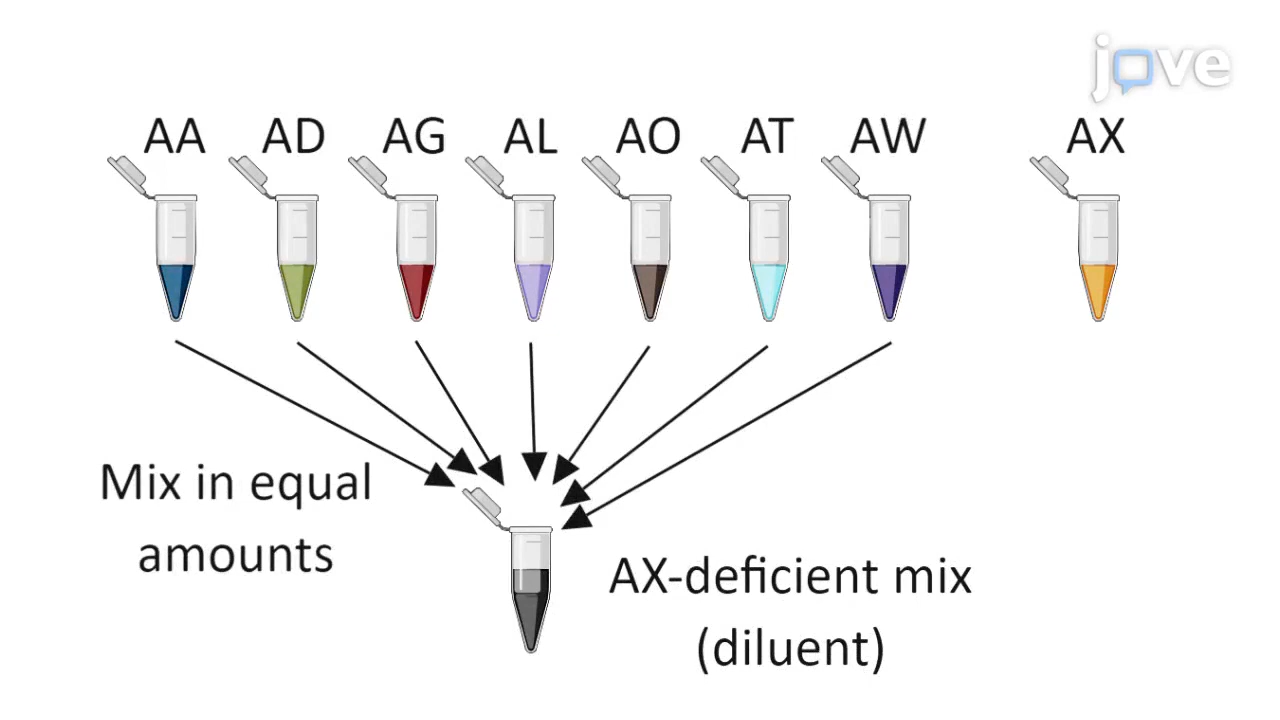 jove
AA AD AG AL AO AT AW AX
Mix in equal
amounts
AX-deficient mix
(diluent)